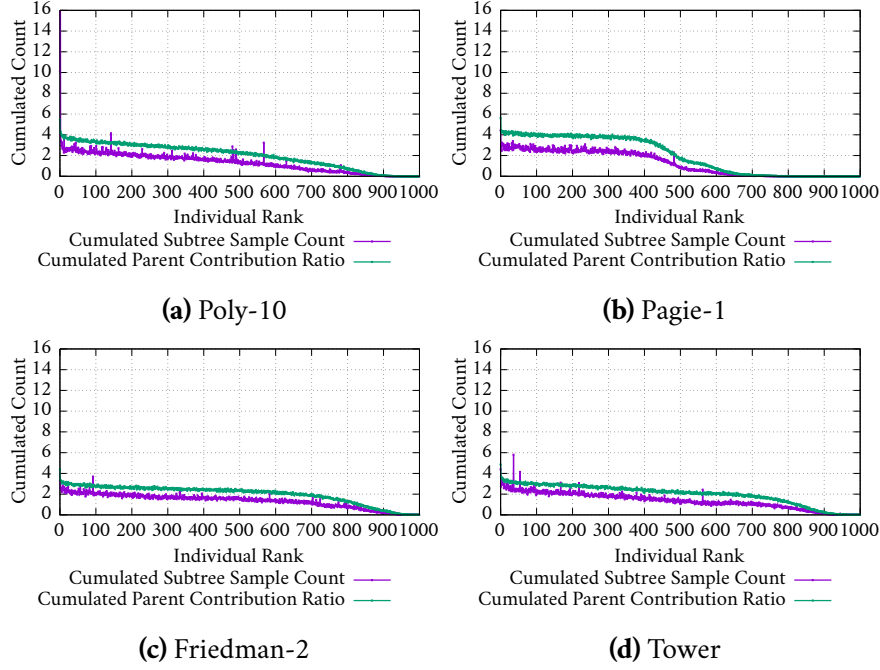 Cumulated Count
16
14
12
10
8
6
4
2
0
0 100 200 300 400 500 600 700 800 900 1000
Individual Rank
Cumulated Subtree Sample Count
Cumulated Parent Contribution Ratio
(a) Poly-10
Cumulated Count
16
14
12
10
8
6
4
2
0
0 100 200 300 400 500 600 700 800 900 1000
Individual Rank
Cumulated Subtree Sample Count
Cumulated Parent Contribution Ratio
(b) Pagie-1
Cumulated Count
16
14
12
10
8
6
4
2
0
0 100 200 300 400 500 600 700 800 900 1000
Individual Rank
Cumulated Subtree Sample Count
Cumulated Parent Contribution Ratio
(c) Friedman-2
Cumulated Count
16
14
12
10
8
6
4
2
0
0 100 200 300 400 500 600 700 800 900 1000
Individual Rank
Cumulated Subtree Sample Count
Cumulated Parent Contribution Ratio
(d) Tower